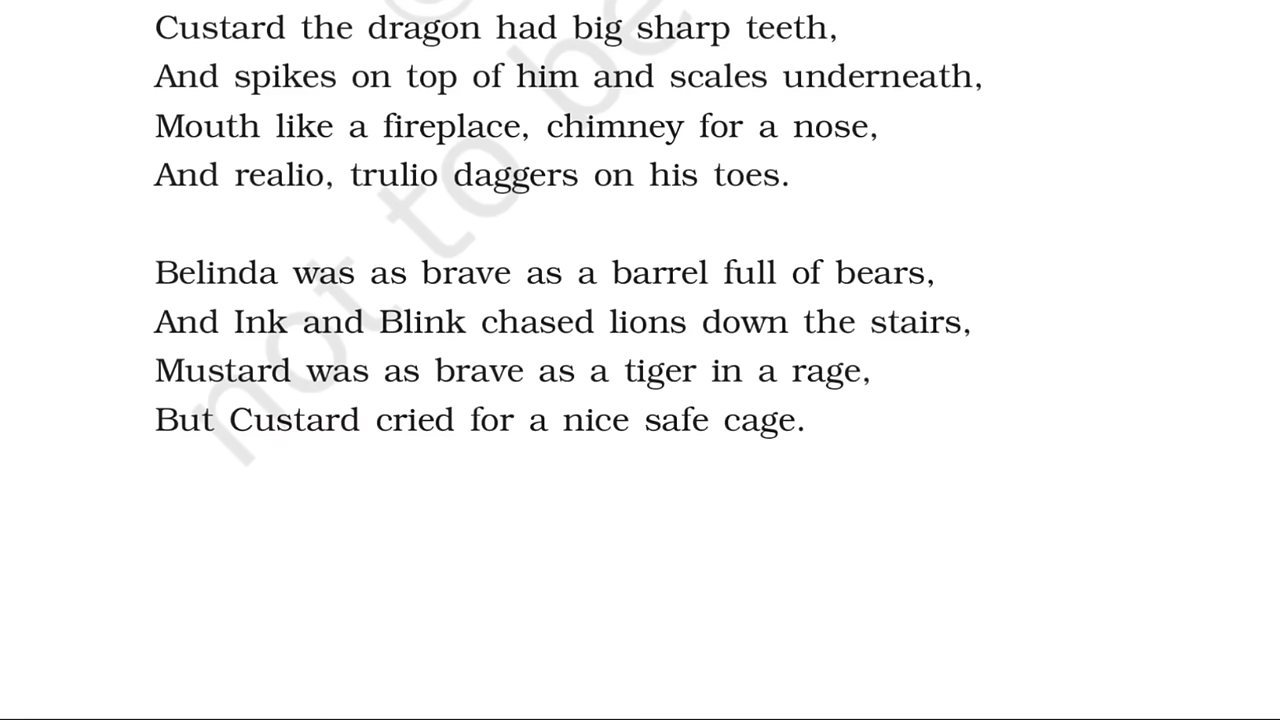 Custard the dragon had big sharp teeth,
And spikes on top of him and scales underneath,
Mouth like a fireplace, chimney for a nose,
And realio, trulio daggers on his toes.
Belinda was as brave as a barrel full of bears,
And Ink and Blink chased lions down the stairs,
Mustard was as brave as a tiger in a rage,
But Custard cried for a nice safe cage.
not to be